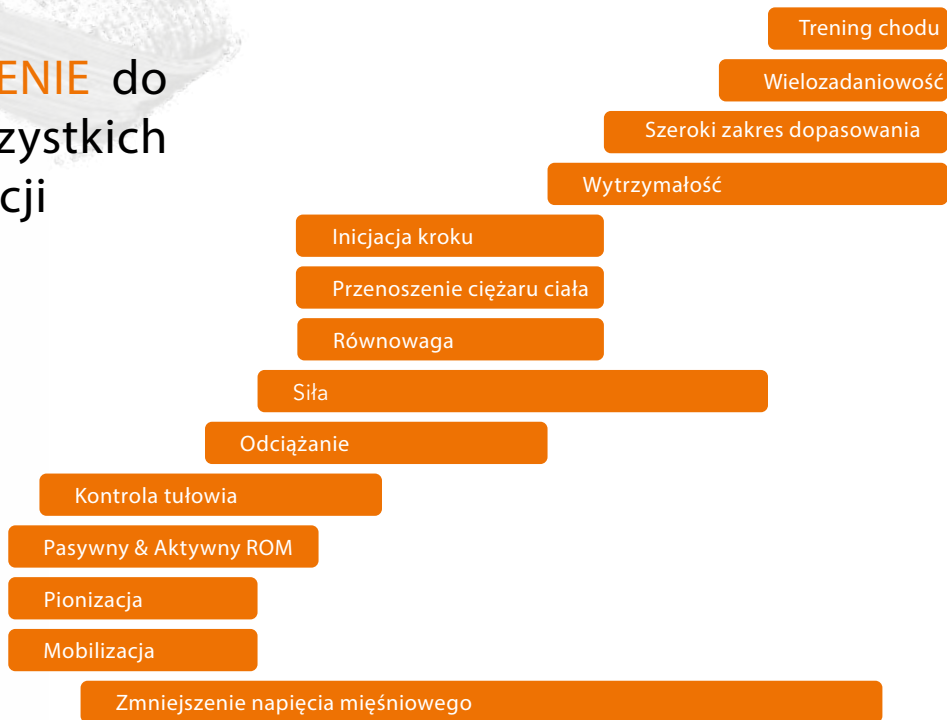 ENIE do
zystkich
cji
Trening chodu
Wielozadaniowość
Szeroki zakres dopasowania
Wytrzymałość
Inicjacja kroku
Przenoszenie ciężaru ciała
Równowaga
Siła
Odciążanie
Kontrola tułowia
Pasywny & Aktywny ROM
Pionizacja
Mobilizacja
Zmniejszenie napięcia mięśniowego